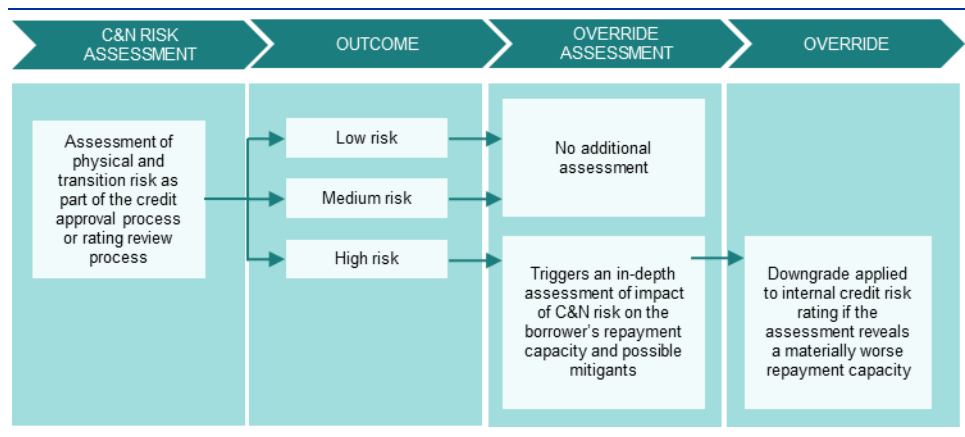 C&N RISK
ASSESSMENT
OUTCOME
OVERRIDE
ASSESSMENT
OVERRIDE
Assessment of
physical and
transition risk as
part of the credit
approval process
or rating review
process
Low risk
Medium risk
High risk
No additional
assessment
Triggers an in-depth
assessment of impact
of C&N risk on the
borrower's repayment
capacity and possible
mitigants
Downgrade applied
to internal credit risk
rating if the
assessment reveals
a materially worse
repayment capacity